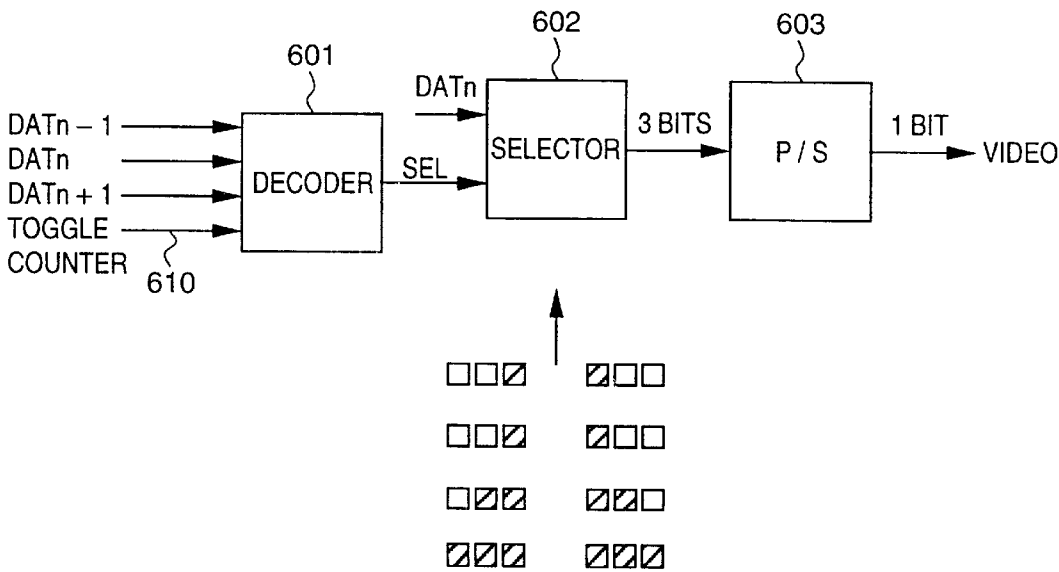 601
602
603
DATn – 1
DATn
DATn + 1
TOGGLE
COUNTER
610
DECODER
SEL
DATn
SELECTOR
3 BITS
P / S
1 BIT
VIDEO